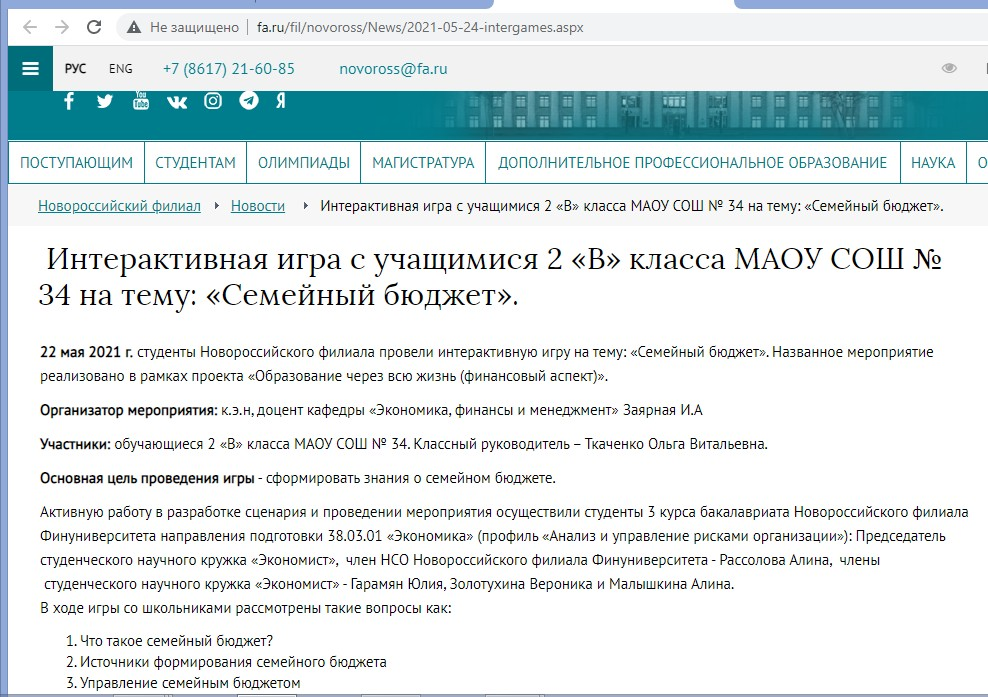 Не защищено fa.ru/fil/novoross/News/2021-05-24-intergames.aspx
РУС ENG +7 (8617) 21-60-85 novoross@fa.ru
You Tube
ПОСТУПАЮЩИМ СТУДЕНТАМ ОЛИМПИАДЫ МАГИСТРАТУРА ДОПОЛНИТЕЛЬНОЕ ПРОФЕССИОНАЛЬНОЕ ОБРАЗОВАНИЕ НАУКА
Новороссийский филиал Новости Интерактивная игра с учащимися 2 «В» класса МАОУ СОШ № 34 на тему: «Семейный бюджет».
Интерактивная игра с учащимися 2 «В» класса МАОУ СОШ №
34 на тему: «Семейный бюджет».
22 мая 2021 г. студенты Новороссийского филиала провели интерактивную игру на тему: «Семейный бюджет». Названное мероприятие
реализовано в рамках проекта «Образование через всю жизнь (финансовый аспект)».
Организатор мероприятия: к.э.н, доцент кафедры «Экономика, финансы и менеджмент» Заярная И.А
Участники: обучающиеся 2 «В» класса МАОУ СОШ № 34. Классный руководитель – Ткаченко Ольга Витальевна.
Основная цель проведения игры - сформировать знания о семейном бюджете.
Активную работу в разработке сценария и проведении мероприятия осуществили студенты 3 курса бакалавриата Новороссийского филиала
Финуниверситета направления подготовки 38.03.01 «Экономика» (профиль «Анализ и управление рисками организации»): Председатель
студенческого научного кружка «Экономист», член НСО Новороссийского филиала Финуниверситета - Рассолова Алина, члены
студенческого научного кружка «Экономист» - Гарамян Юлия, Золотухина Вероника и Малышкина Алина.
В ходе игры со школьниками рассмотрены такие вопросы как:
1. Что такое семейный бюджет?
2. Источники формирования семейного бюджета
3. Управление семейным бюджетом